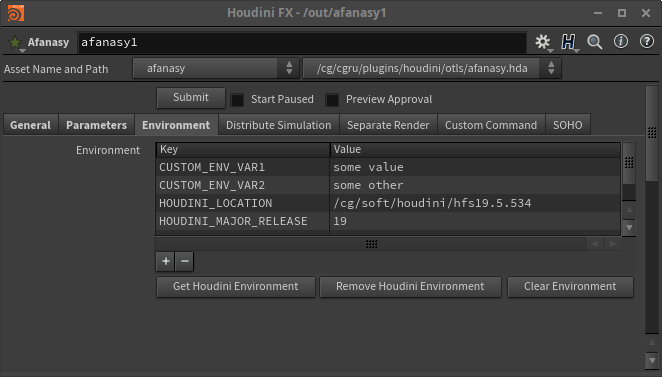 Houdini FX - /out/afanasy1
Afanasy afanasy1
Asset Name and Path afanasy /cg/cgru/plugins/houdini/otls/afanasy.hda
Submit Start Paused Preview Approval
General Parameters Environment Distribute Simulation Separate Render Custom Command SOHO
Environment Key Value
CUSTOM_ENV_VAR1 some value
CUSTOM_ENV_VAR2 some other
HOUDINI_LOCATION /cg/soft/houdini/hfs19.5.534
HOUDINI_MAJOR_RELEASE 19
+ −
Get Houdini Environment Remove Houdini Environment Clear Environment